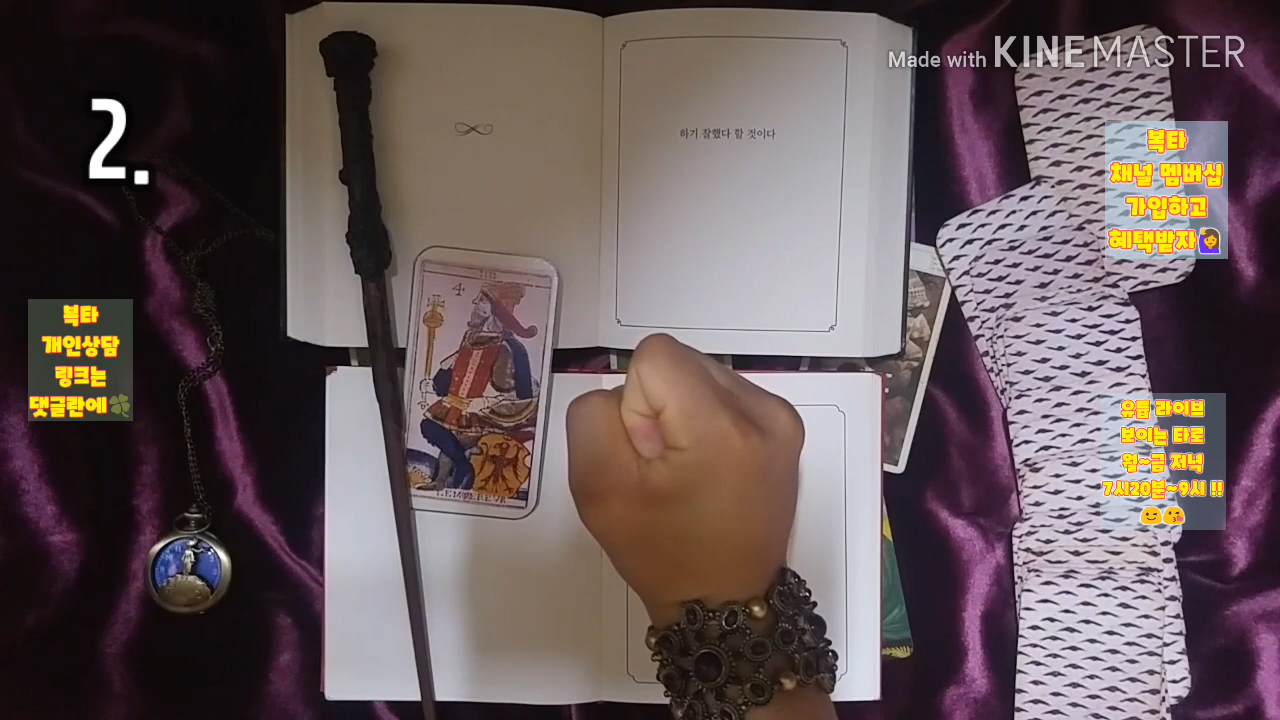 Made with KINEMASTER
2.
하기 잘했다 할 것이다
복타
채널 멤버십
가입하고
혜택받자🙋‍♀️
복타
개인상담
링크는
댓글란에🍀
4
L'EMPEREVR
유튭 라이브
보이는 타로
월~금 저녁
7시20분~9시 !!
😉😘